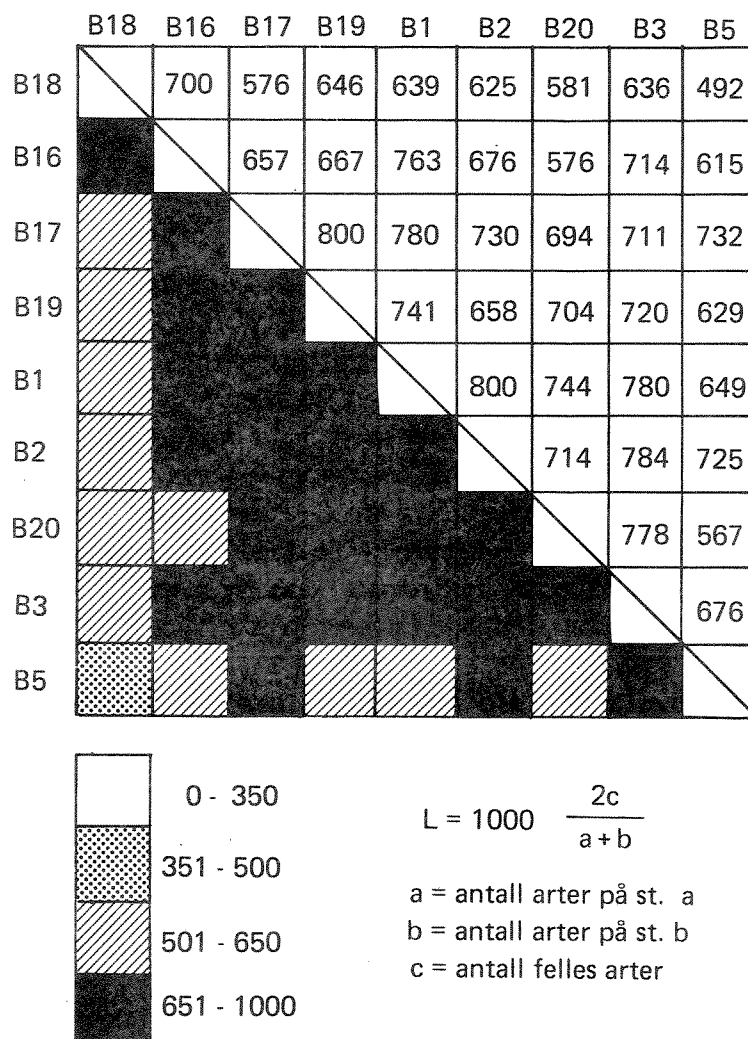 B18 B16 B17 B19 B1 B2 B20 B3 B5
B18 700 576 646 639 625 581 636 492
B16 657 667 763 676 576 714 615
B17 800 780 730 694 711 732
B19 741 658 704 720 629
B1 800 744 780 649
B2 714 784 725
B20 778 567
B3 676
B5
0 - 350
351 - 500
501 - 650
651 - 1000
L = 1000 2c / a + b
a = antall arter på st. a
b = antall arter på st. b
c = antall felles arter